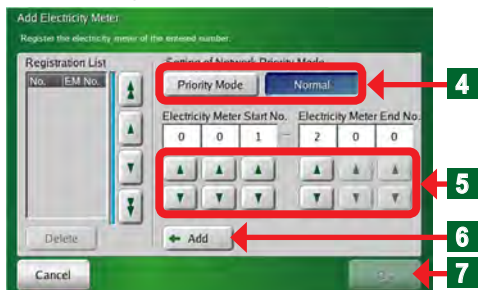 Add Electricity Meter
Register the electricity meter of the entered number.
Registration List
Setting of Network Priority Mode
No. EM No.
Priority Mode Normal 4
Electricity Meter Start No. Electricity Meter End No.
0 0 1 – 2 0 0
5
Delete Add 6
Cancel 7